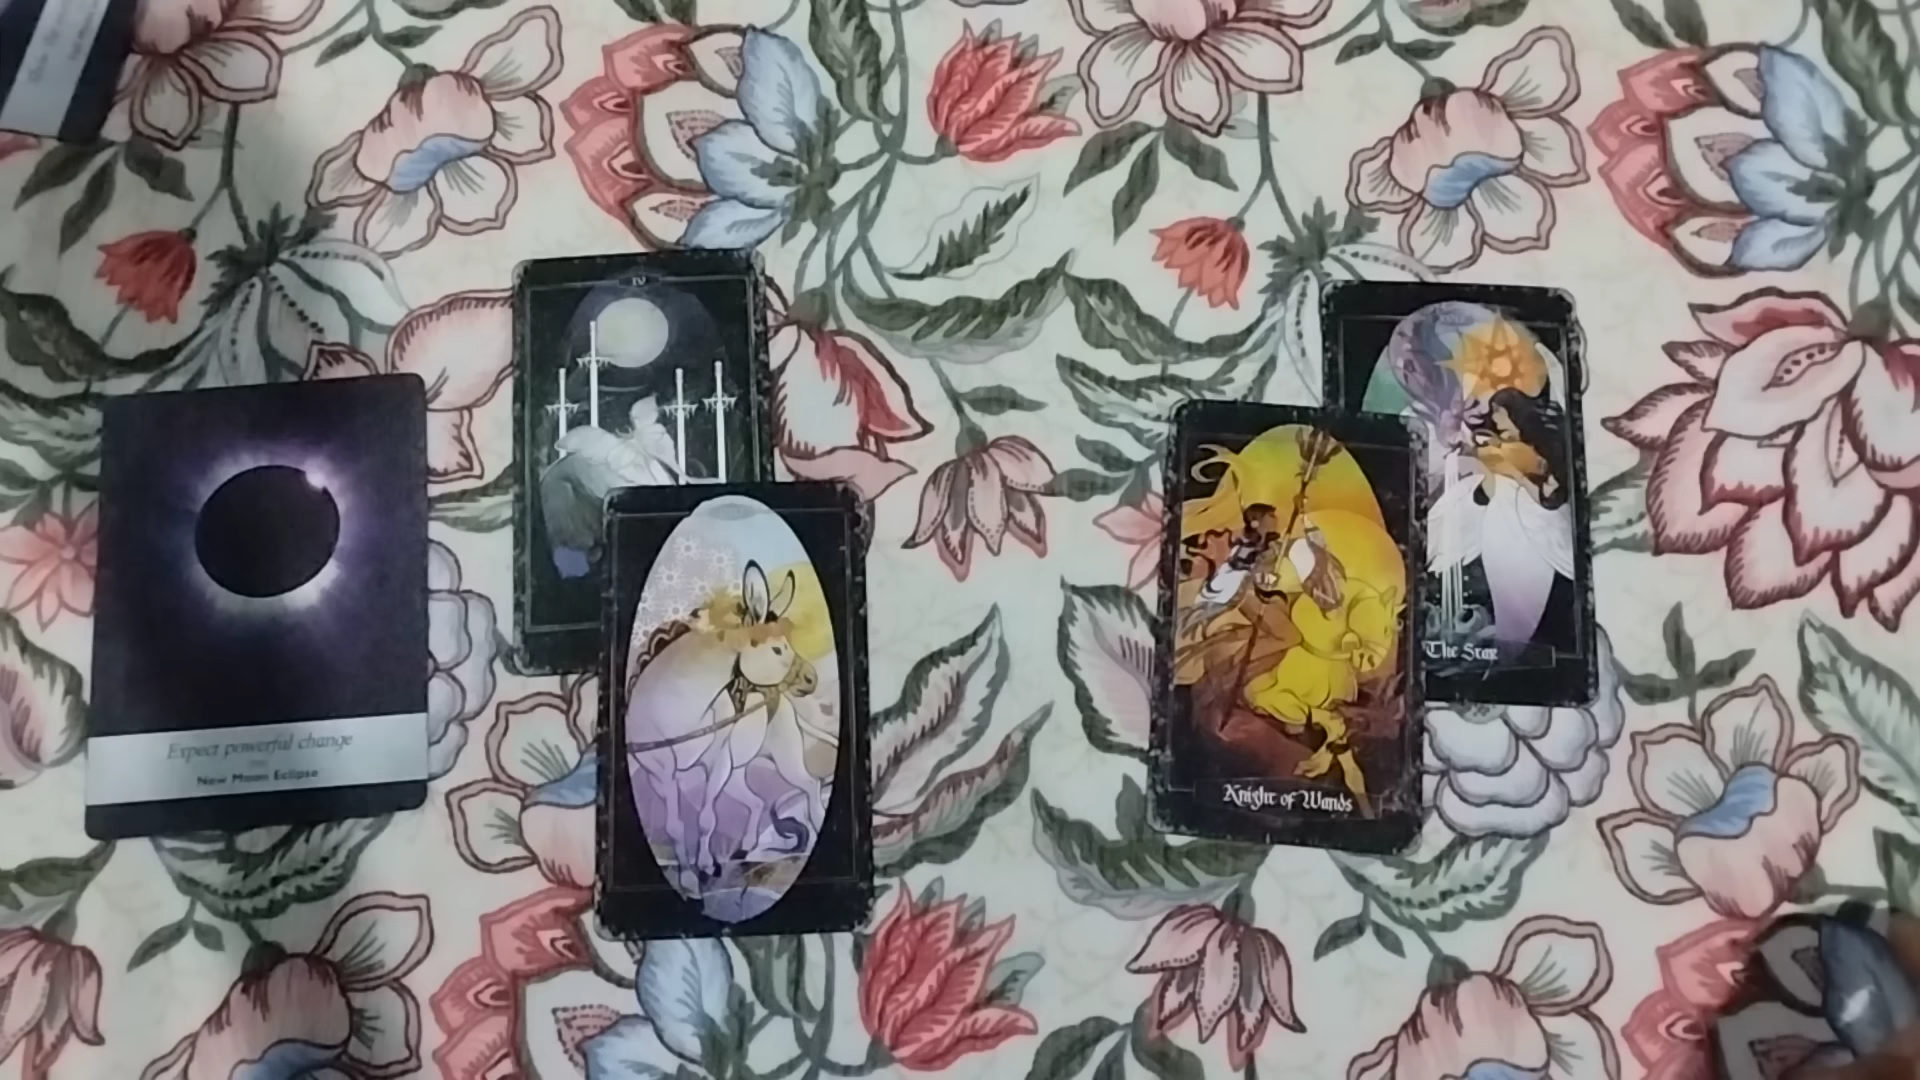 IV
Expect powerful change
New Moon Eclipse
Knight of Wands
The Star